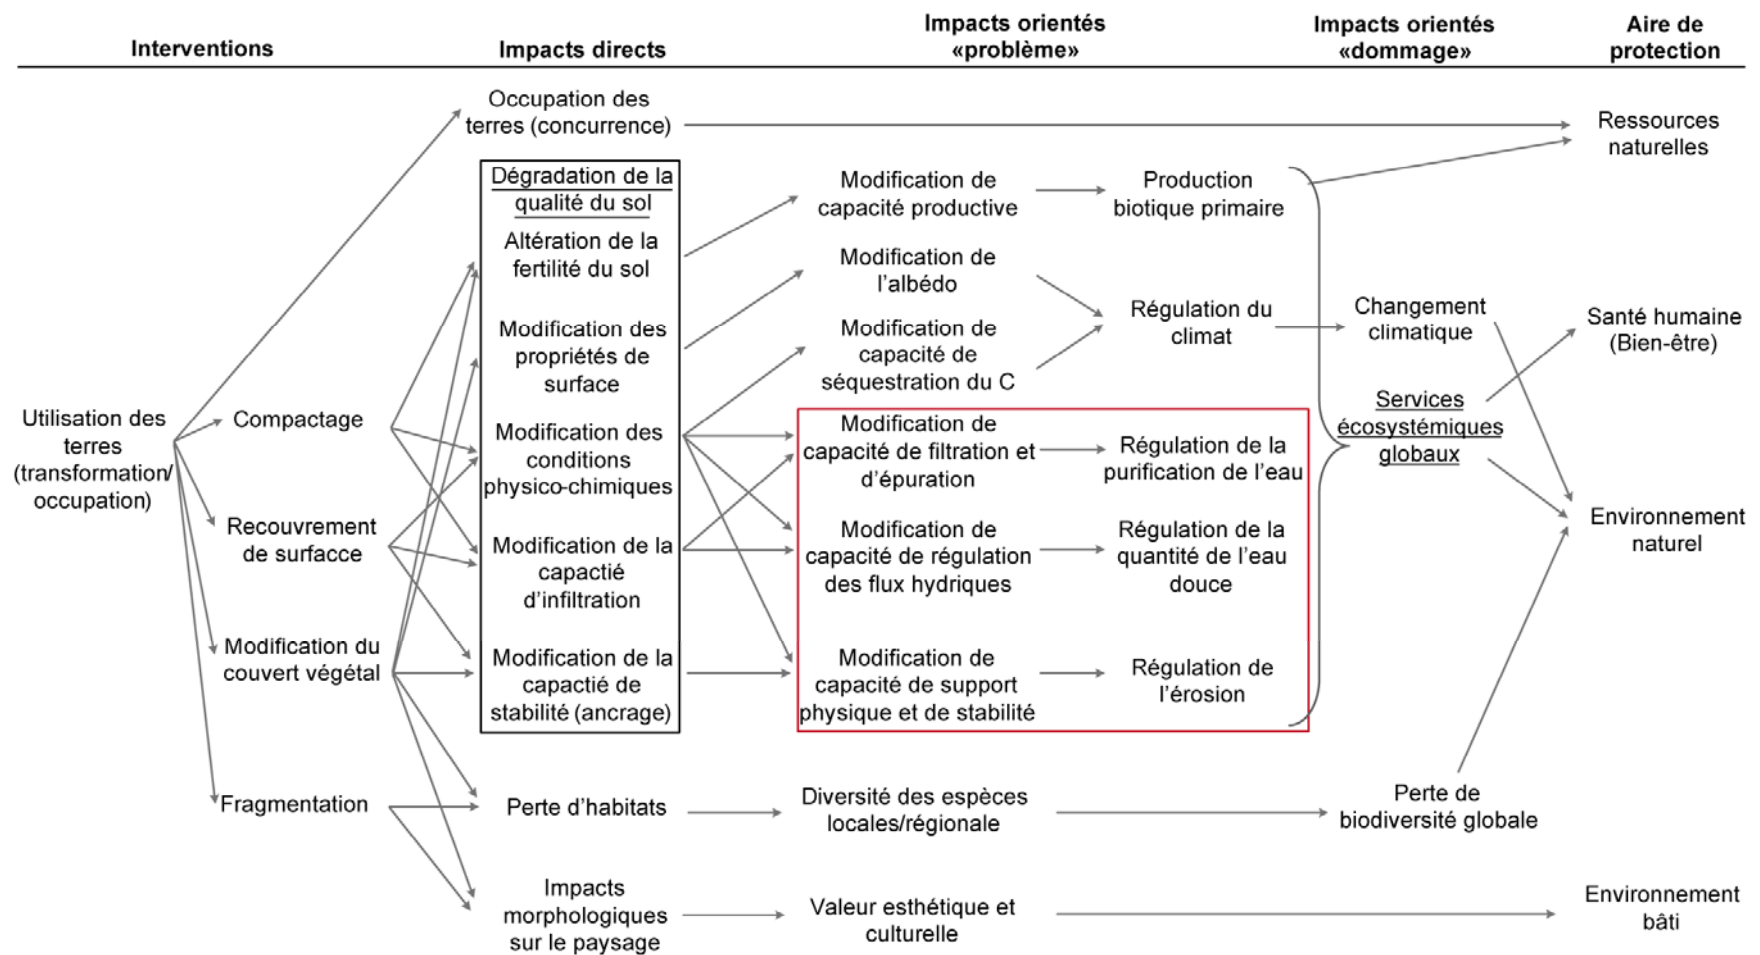 Interventions
Impacts directs
Impacts orientés
«problème»
Impacts orientés
«dommage»
Aire de
protection
Utilisation des
terres
(transformation/
occupation)
Compactage
Recouvrement
de surfacce
Modification du
couvert végétal
Fragmentation
Occupation des
terres (concurrence)
Dégradation de la
qualité du sol
Altération de la
fertilité du sol
Modification des
propriétés de
surface
Modification des
conditions
physico-chimiques
Modification de la
capactié
d'infiltration
Modification de la
capactié de
stabilité (ancrage)
Perte d'habitats
Impacts
morphologiques
sur le paysage
Modification de
capacité productive
Modification de
l'albédo
Modification de
capacité de
séquestration du C
Modification de
capacité de filtration et
d'épuration
Modification de
capacité de régulation
des flux hydriques
Modification de
capacité de support
physique et de stabilité
Diversité des espèces
locales/régionale
Valeur esthétique et
culturelle
Production
biotique primaire
Régulation du
climat
Régulation de la
purification de l'eau
Régulation de la
quantité de l'eau
douce
Régulation de
l'érosion
Changement
climatique
Services
écosystémiques
globaux
Perte de
biodiversité globale
Ressources
naturelles
Santé humaine
(Bien-être)
Environnement
naturel
Environnement
bâti